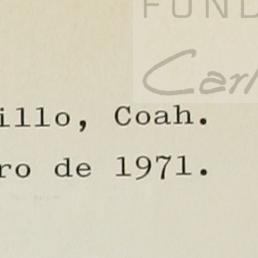 FUND
Carl
illo, Coah.
ro de 1971.